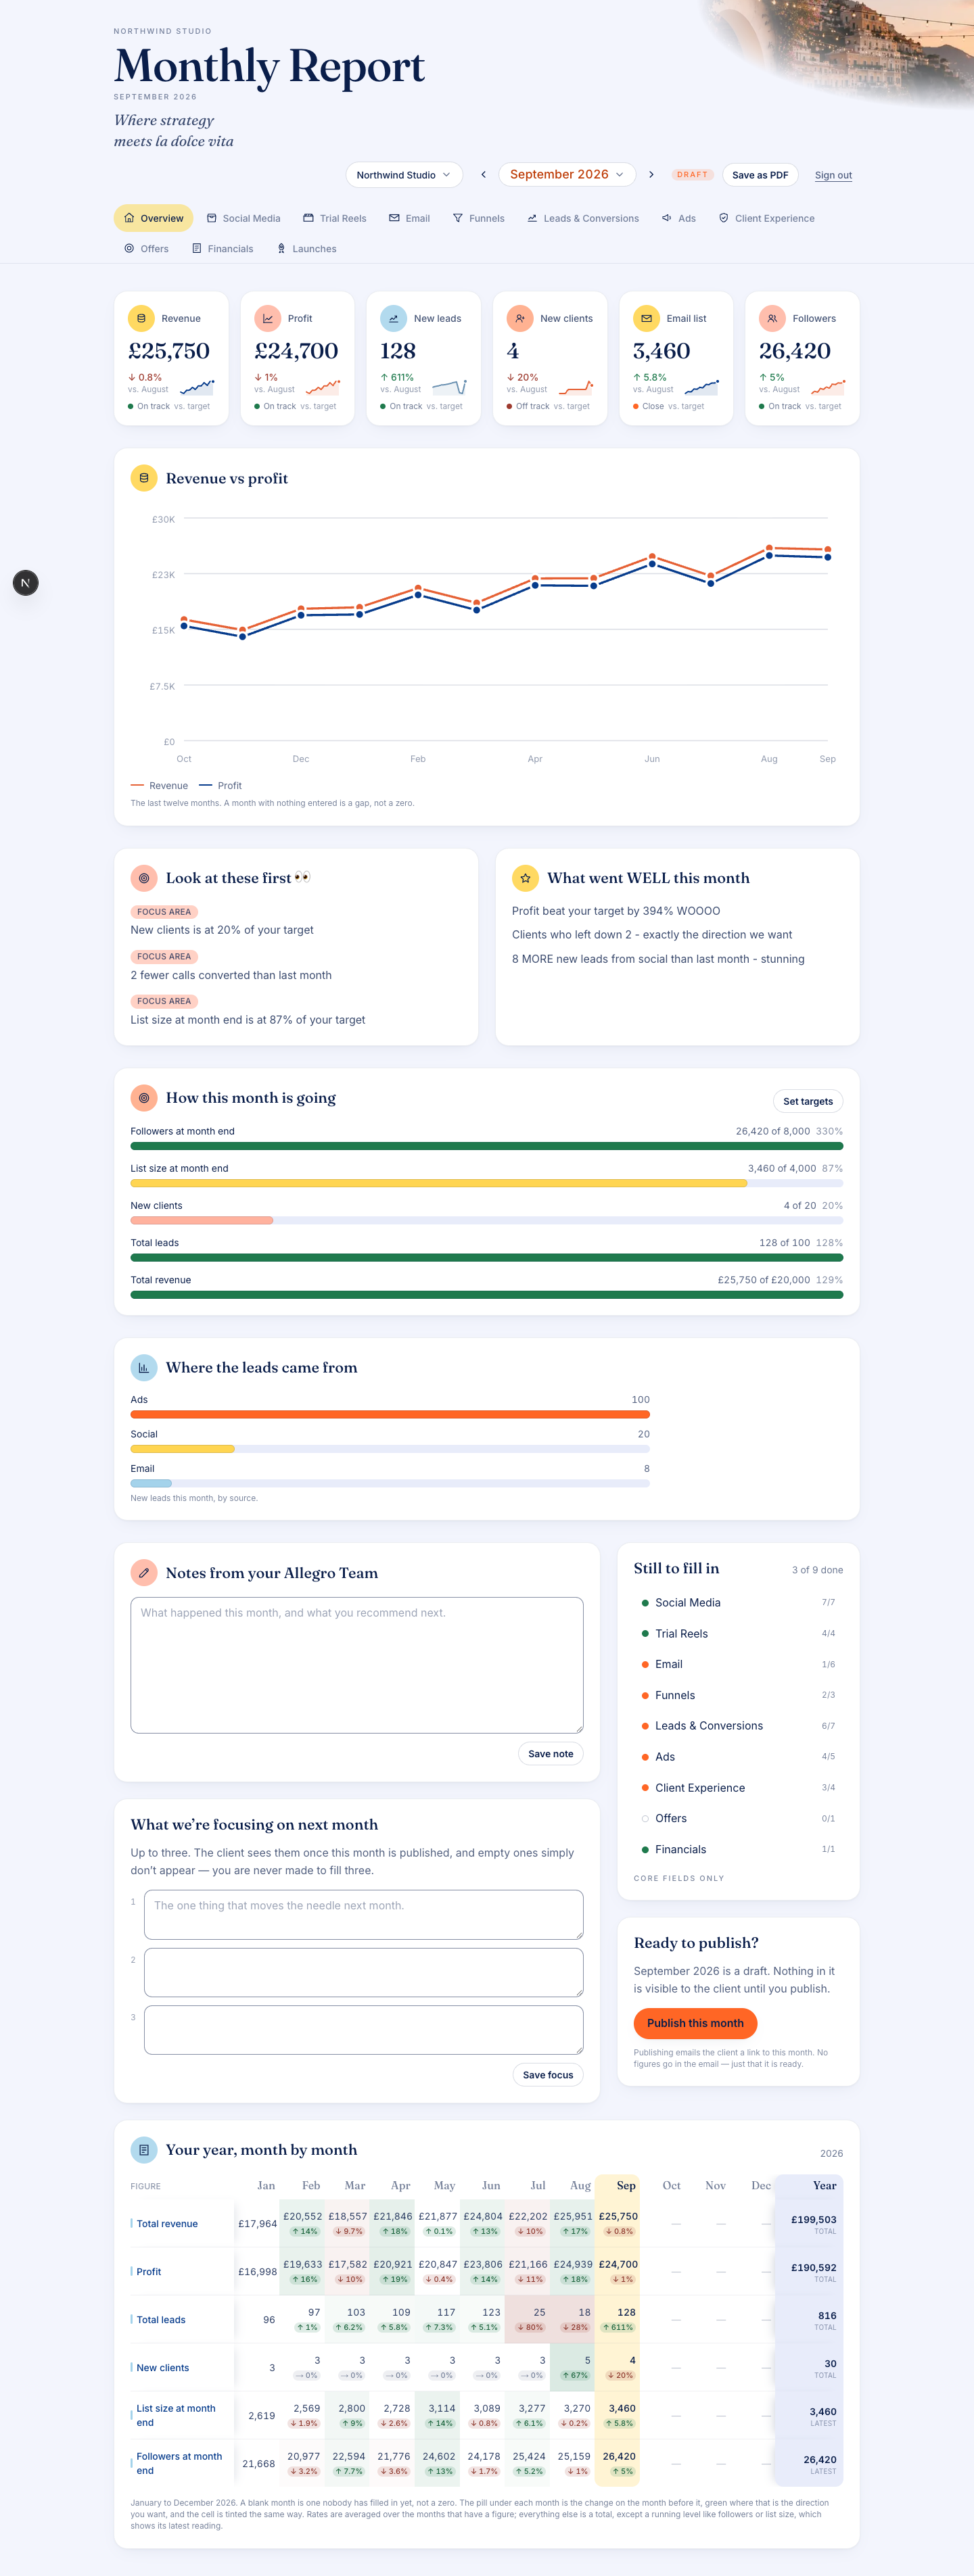 NORTHWIND STUDIO
Monthly Report
SEPTEMBER 2026
Where strategy
meets la dolce vita
Northwind Studio
September 2026
DRAFT
Save as PDF
Sign out
Overview
Social Media
Trial Reels
Email
Funnels
Leads & Conversions
Ads
Client Experience
Offers
Financials
Launches
Revenue
£25,750
↓ 0.8%
vs. August
On track vs. target
Profit
£24,700
↓ 1%
vs. August
On track vs. target
New leads
128
↑ 611%
vs. August
On track vs. target
New clients
4
↓ 20%
vs. August
Off track vs. target
Email list
3,460
↑ 5.8%
vs. August
Close vs. target
Followers
26,420
↑ 5%
vs. August
On track vs. target
Revenue vs profit
£30K
£23K
£15K
£7.5K
£0
Oct Dec Feb Apr Jun Aug Sep
Revenue Profit
The last twelve months. A month with nothing entered is a gap, not a zero.
Look at these first 👀
FOCUS AREA
New clients is at 20% of your target
FOCUS AREA
2 fewer calls converted than last month
FOCUS AREA
List size at month end is at 87% of your target
What went WELL this month
Profit beat your target by 394% WOOOO
Clients who left down 2 - exactly the direction we want
8 MORE new leads from social than last month - stunning
How this month is going
Set targets
Followers at month end 26,420 of 8,000 330%
List size at month end 3,460 of 4,000 87%
New clients 4 of 20 20%
Total leads 128 of 100 128%
Total revenue £25,750 of £20,000 129%
Where the leads came from
Ads 100
Social 20
Email 8
New leads this month, by source.
Notes from your Allegro Team
What happened this month, and what you recommend next.
Save note
What we're focusing on next month
Up to three. The client sees them once this month is published, and empty ones simply
don't appear — you are never made to fill three.
1 The one thing that moves the needle next month.
2
3
Save focus
Still to fill in 3 of 9 done
Social Media 7/7
Trial Reels 4/4
Email 1/6
Funnels 2/3
Leads & Conversions 6/7
Ads 4/5
Client Experience 3/4
Offers 0/1
Financials 1/1
CORE FIELDS ONLY
Ready to publish?
September 2026 is a draft. Nothing in it
is visible to the client until you publish.
Publish this month
Publishing emails the client a link to this month. No
figures go in the email — just that it is ready.
Your year, month by month 2026
FIGURE Jan Feb Mar Apr May Jun Jul Aug Sep Oct Nov Dec Year
Total revenue £17,964 £20,552 £18,557 £21,846 £21,877 £24,804 £22,202 £25,951 £25,750 — — — £199,503
↑ 14% ↓ 9.7% ↑ 18% ↑ 0.1% ↑ 13% ↓ 10% ↑ 17% ↓ 0.8% TOTAL
Profit £16,998 £19,633 £17,582 £20,921 £20,847 £23,806 £21,166 £24,939 £24,700 — — — £190,592
↑ 16% ↓ 10% ↑ 19% ↓ 0.4% ↑ 14% ↓ 11% ↑ 18% ↓ 1% TOTAL
Total leads 96 97 103 109 117 123 25 18 128 — — — 816
↑ 1% ↑ 6.2% ↑ 5.8% ↑ 7.3% ↑ 5.1% ↓ 80% ↓ 28% ↑ 611% TOTAL
New clients 3 3 3 3 3 3 3 5 4 — — — 30
→ 0% → 0% → 0% → 0% → 0% → 0% ↑ 67% ↓ 20% TOTAL
List size at month end 2,619 2,569 2,800 2,728 3,114 3,089 3,277 3,270 3,460 — — — 3,460
↓ 1.9% ↑ 9% ↓ 2.6% ↑ 14% ↓ 0.8% ↑ 6.1% ↓ 0.2% ↑ 5.8% LATEST
Followers at month end 21,668 20,977 22,594 21,776 24,602 24,178 25,424 25,159 26,420 — — — 26,420
↓ 3.2% ↑ 7.7% ↓ 3.6% ↑ 13% ↓ 1.7% ↑ 5.2% ↓ 1% ↑ 5% LATEST
January to December 2026. A blank month is one nobody has filled in yet, not a zero. The pill under each month is the change on the month before it, green where that is the direction
you want, and the cell is tinted the same way. Rates are averaged over the months that have a figure; everything else is a total, except a running level like followers or list size, which
shows its latest reading.
N